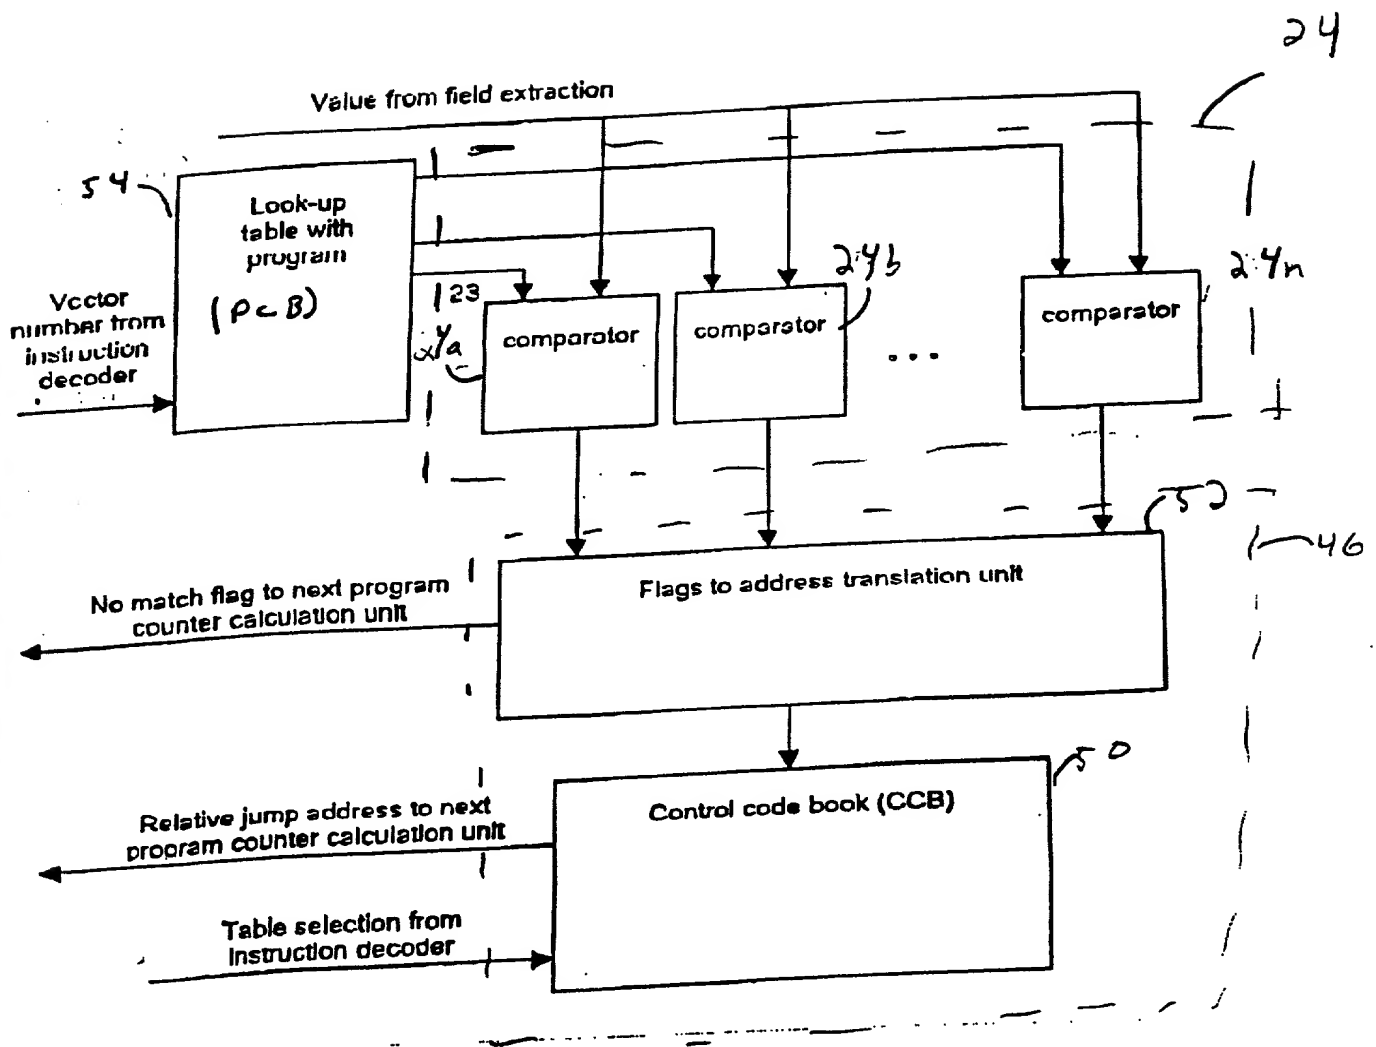 24
Value from field extraction
54
Look-up
table with
program
(PCB)
Vector
number from
instruction
decoder
23
24a
comparator
24b
comparator
...
24n
comparator
52
46
Flags to address translation unit
No match flag to next program
counter calculation unit
50
Control code book (CCB)
Relative jump address to next
program counter calculation unit
Table selection from
Instruction decoder